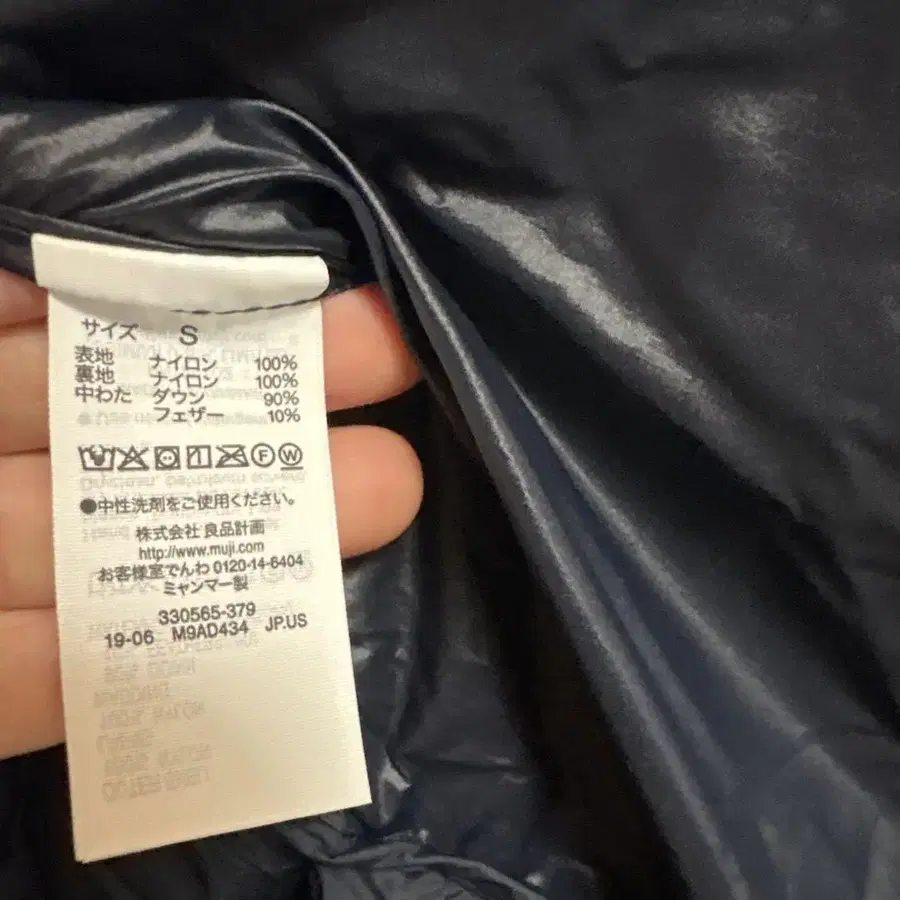 サイズ S
表地 ナイロン 100%
裏地 ナイロン 100%
中わた ダウン 90%
フェザー 10%
●中性洗剤をご使用ください。
株式会社 良品計画
http://www.muji.com
お客様室でんわ 0120-14-6404
ミャンマー製
330565-379
19-06 M9AD434 JP.US